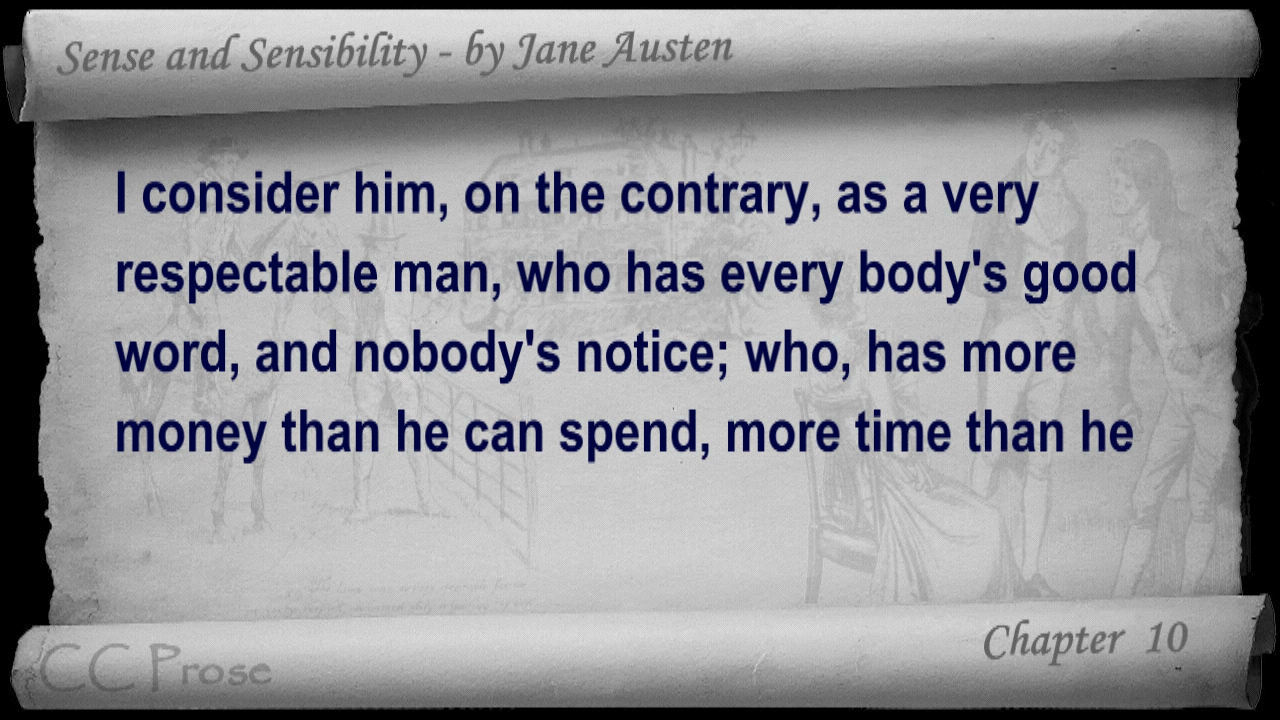 Sense and Sensibility - by Jane Austen
I consider him, on the contrary, as a very
respectable man, who has every body's good
word, and nobody's notice; who, has more
money than he can spend, more time than he
Chapter 10
CC Prose